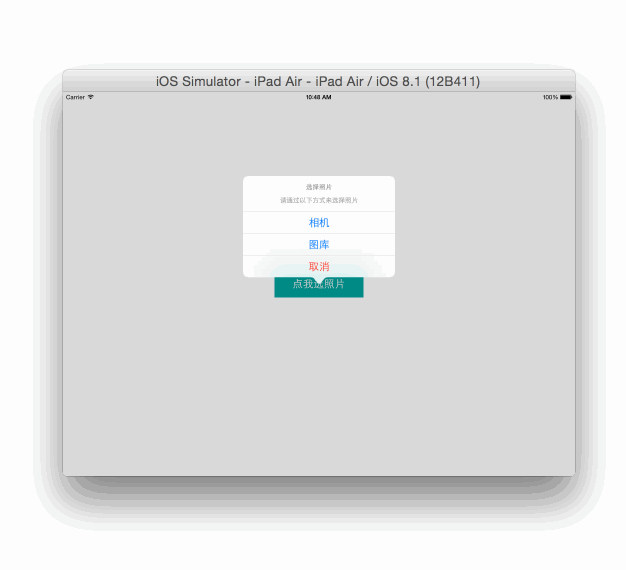 iOS Simulator - iPad Air - iPad Air / iOS 8.1 (12B411)
Carrier 10:48 AM 100%
选择照片
请通过以下方式来选择照片
相机
图库
取消
点我选照片